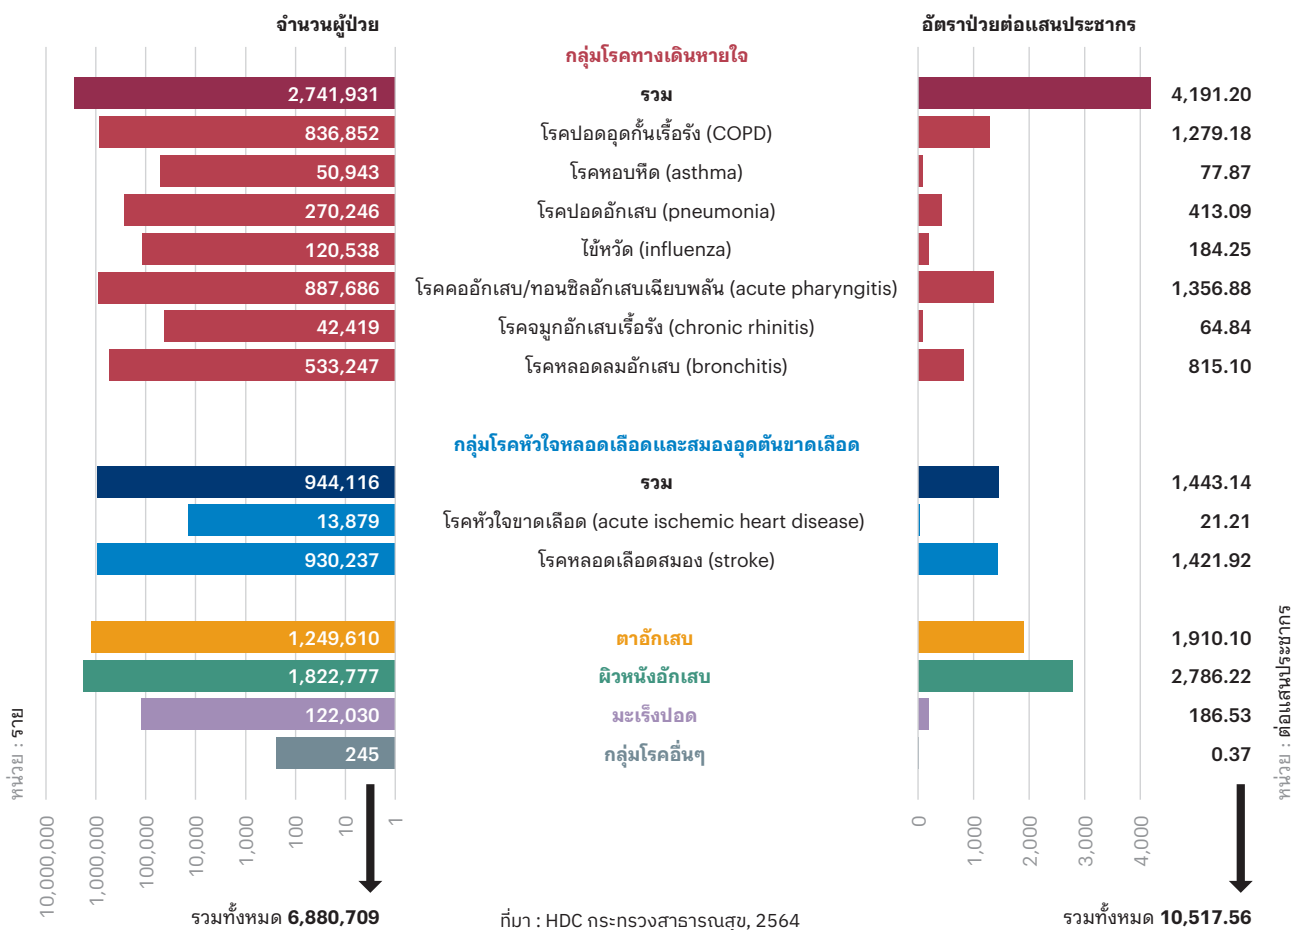 จำนวนผู้ป่วย อัตราป่วยต่อแสนประชากร
กลุ่มโรคทางเดินหายใจ
2,741,931 รวม 4,191.20
836,852 โรคปอดอุดกั้นเรื้อรัง (COPD) 1,279.18
50,943 โรคหอบหืด (asthma) 77.87
270,246 โรคปอดอักเสบ (pneumonia) 413.09
120,538 ไข้หวัด (influenza) 184.25
887,686 โรคคออักเสบ/ทอนซิลอักเสบเฉียบพลัน (acute pharyngitis) 1,356.88
42,419 โรคจมูกอักเสบเรื้อรัง (chronic rhinitis) 64.84
533,247 โรคหลอดลมอักเสบ (bronchitis) 815.10
กลุ่มโรคหัวใจหลอดเลือดและสมองอุดตันขาดเลือด
944,116 รวม 1,443.14
13,879 โรคหัวใจขาดเลือด (acute ischemic heart disease) 21.21
930,237 โรคหลอดเลือดสมอง (stroke) 1,421.92
1,249,610 ตาอักเสบ 1,910.10
1,822,777 ผิวหนังอักเสบ 2,786.22
122,030 มะเร็งปอด 186.53
245 กลุ่มโรคอื่นๆ 0.37
หน่วย : ราย
หน่วย : ต่อแสนประชากร
10,000,000 1,000,000 100,000 10,000 1,000 100 10 1 0 1,000 2,000 3,000 4,000
รวมทั้งหมด 6,880,709 ที่มา : HDC กระทรวงสาธารณสุข, 2564 รวมทั้งหมด 10,517.56